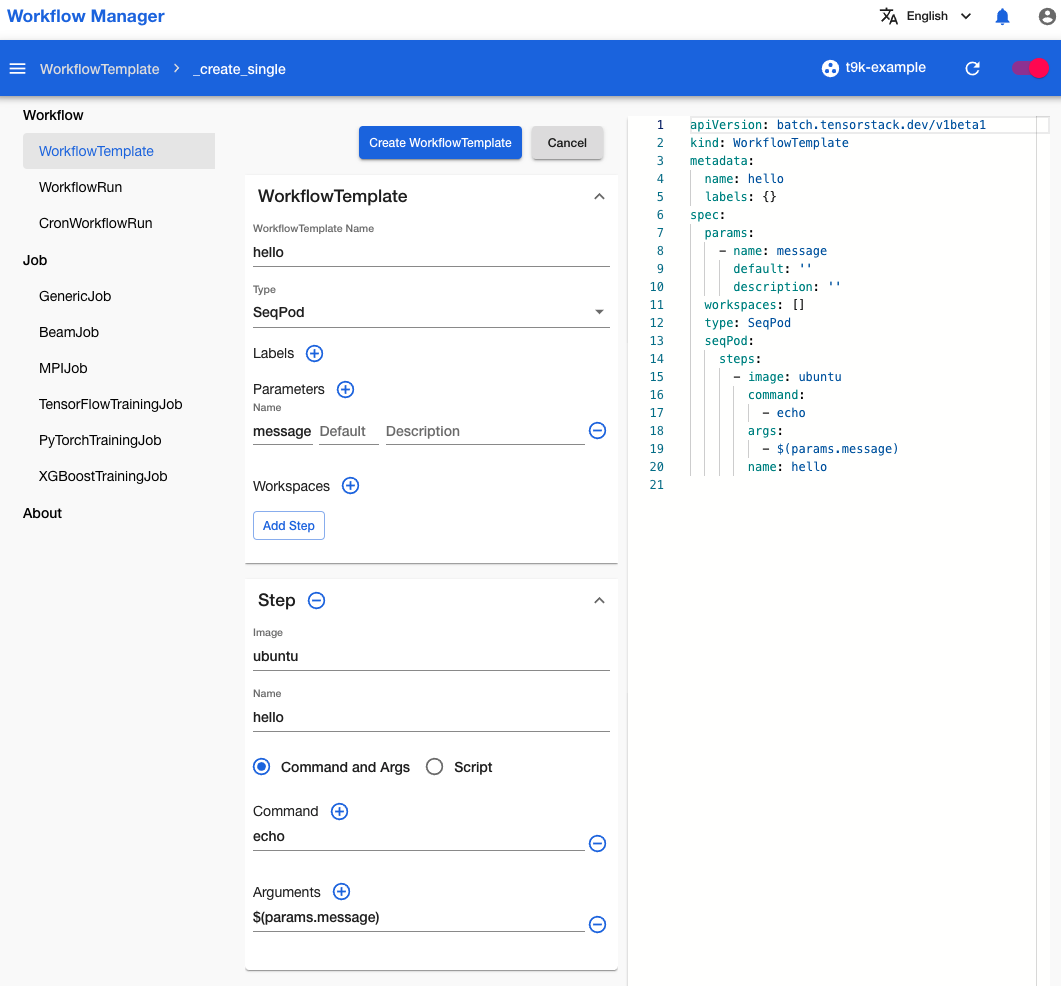 Workflow Manager
English
WorkflowTemplate
_create_single
t9k-example
Workflow
WorkflowTemplate
WorkflowRun
CronWorkflowRun
Job
GenericJob
BeamJob
MPIJob
TensorFlowTrainingJob
PyTorchTrainingJob
XGBoostTrainingJob
About
Create WorkflowTemplate
Cancel
WorkflowTemplate
WorkflowTemplate Name
hello
Type
SeqPod
Labels
Parameters
Name
message Default Description
Workspaces
Add Step
Step
Image
ubuntu
Name
hello
Command and Args Script
Command
echo
Arguments
$(params.message)
1 apiVersion: batch.tensorstack.dev/v1beta1
2 kind: WorkflowTemplate
3 metadata:
4 name: hello
5 labels: {}
6 spec:
7 params:
8 - name: message
9 default: ''
10 description: ''
11 workspaces: []
12 type: SeqPod
13 seqPod:
14 steps:
15 - image: ubuntu
16 command:
17 - echo
18 args:
19 - $(params.message)
20 name: hello
21